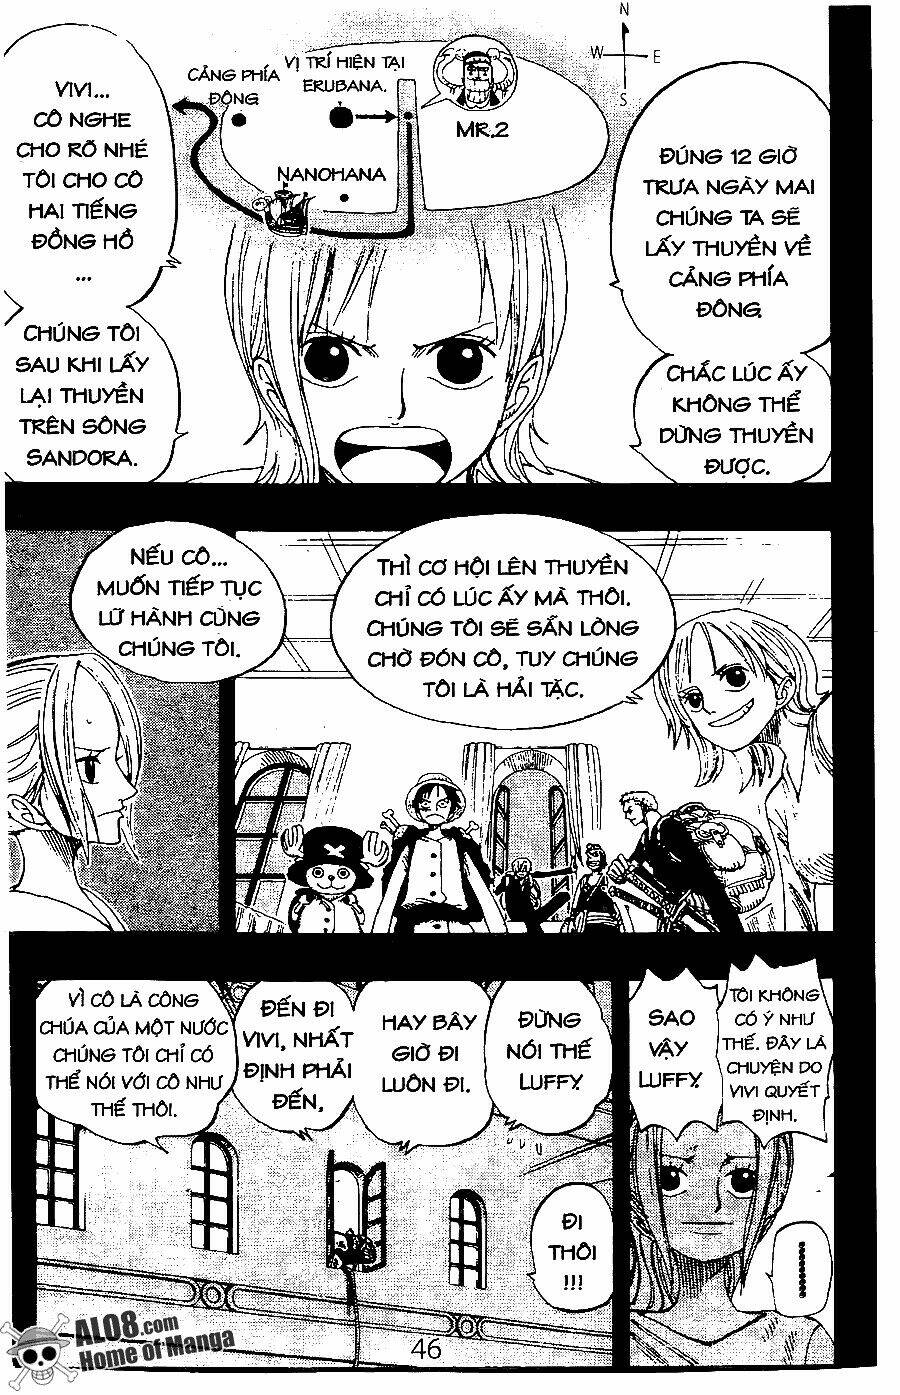 VIVI...
CÔ NGHE
CHO RÕ NHÉ
TÔI CHO CÔ
HAI TIẾNG
ĐỒNG HỒ
...
CHÚNG TÔI
SAU KHI LẤY
LẠI THUYỀN
TRÊN SÔNG
SANDORA.
CẢNG PHÍA
ĐÔNG
VỊ TRÍ HIỆN TẠI
ERUBANA.
MR.2
NANOHANA
N
W
E
S
ĐÚNG 12 GIỜ
TRƯA NGÀY MAI
CHÚNG TA SẼ
LẤY THUYỀN VỀ
CẢNG PHÍA
ĐÔNG.
CHẮC LÚC ẤY
KHÔNG THỂ
DỪNG THUYỀN
ĐƯỢC.
NẾU CÔ...
MUỐN TIẾP TỤC
LỮ HÀNH CÙNG
CHÚNG TÔI.
THÌ CƠ HỘI LÊN THUYỀN
CHỈ CÓ LÚC ẤY MÀ THÔI.
CHÚNG TÔI SẼ SẴN LÒNG
CHỜ ĐÓN CÔ, TUY CHÚNG
TÔI LÀ HẢI TẶC.
VÌ CÔ LÀ CÔNG
CHÚA CỦA MỘT NƯỚC
CHÚNG TÔI CHỈ CÓ
THỂ NÓI VỚI CÔ NHƯ
THẾ THÔI.
ĐẾN ĐI
VIVI, NHẤT
ĐỊNH PHẢI
ĐẾN.
HAY BÂY
GIỜ ĐI
LUÔN ĐI.
ĐỪNG
NÓI THẾ
LUFFY.
SAO
VẬY
LUFFY.
TÔI KHÔNG
CÓ Ý NHƯ
THẾ. ĐÂY LÀ
CHUYỆN DO
VIVI QUYẾT
ĐỊNH.
ĐI
THÔI
!!!
............
46
ALO8.com
Home of Manga